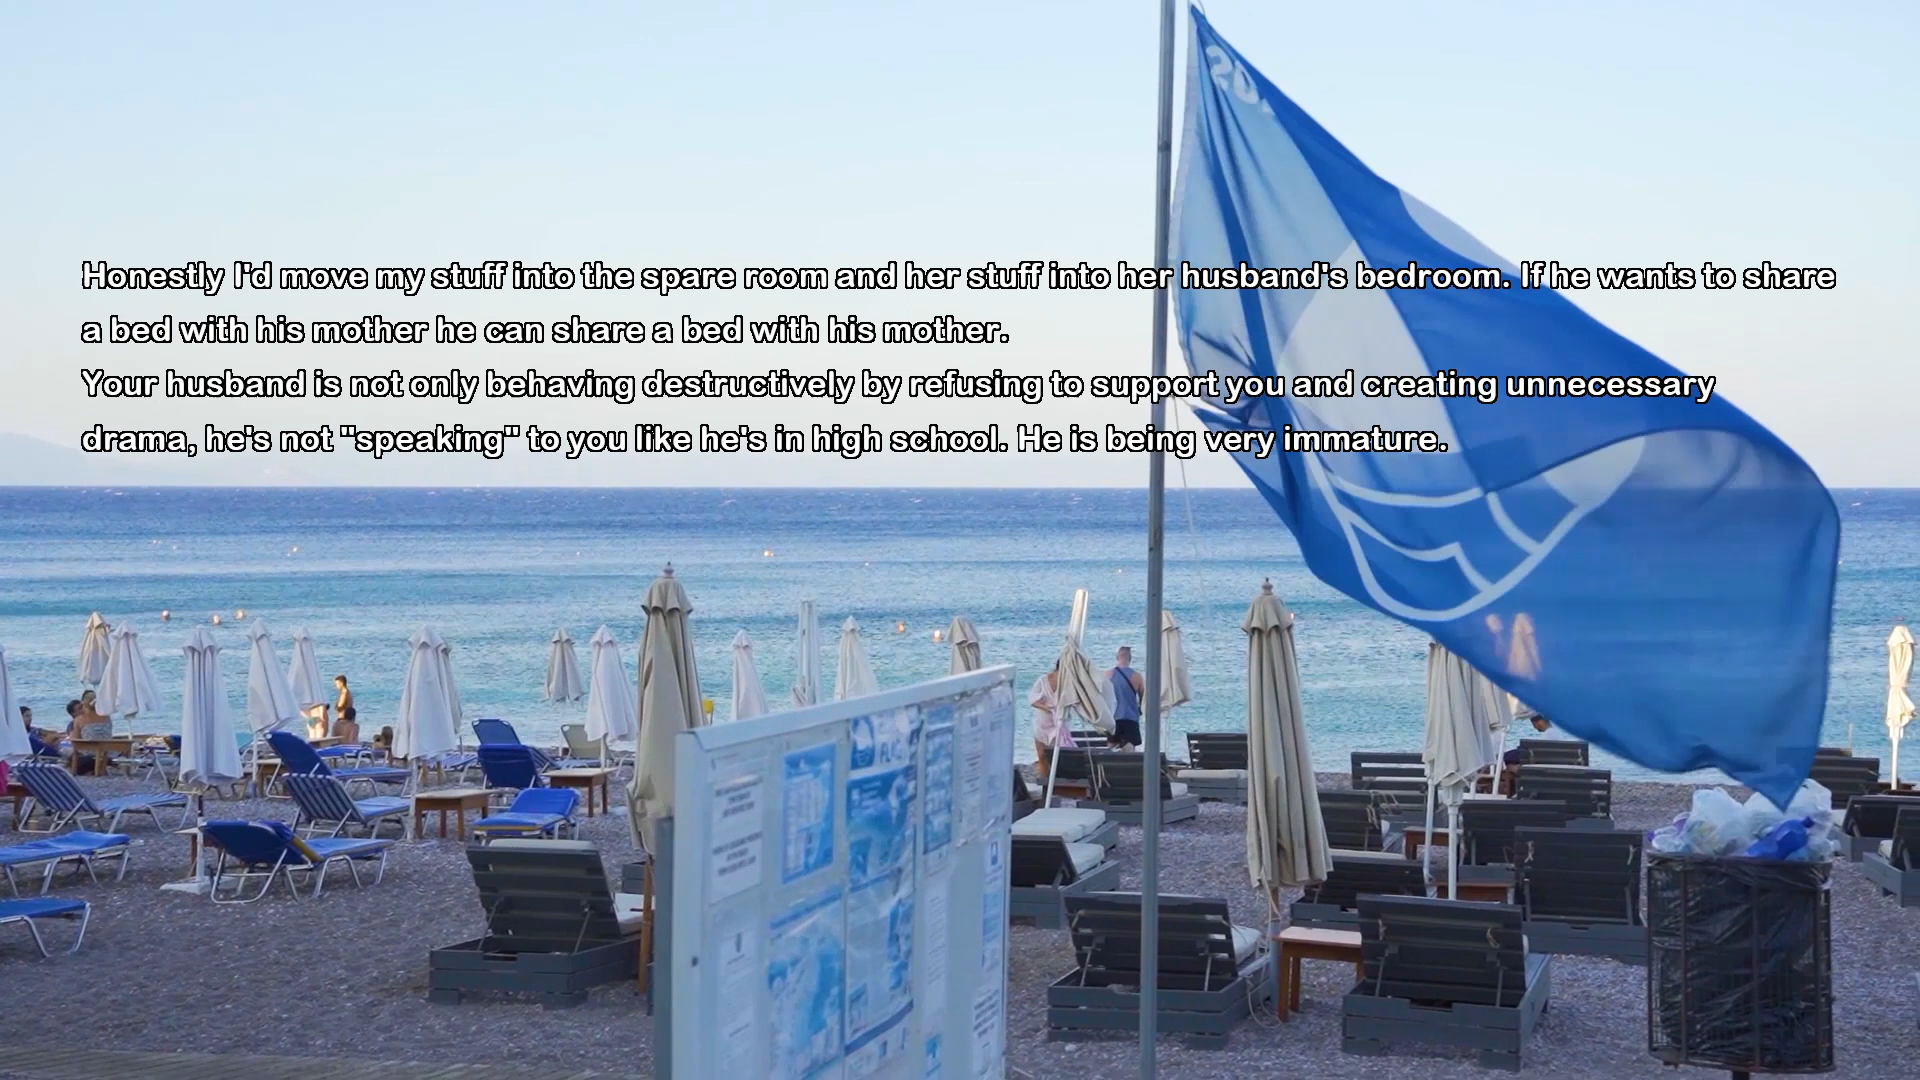 Honestly I'd move my stuff into the spare room and her stuff into her husband's bedroom. If he wants to share
a bed with his mother he can share a bed with his mother.
Your husband is not only behaving destructively by refusing to support you and creating unnecessary
drama, he's not "speaking" to you like he's in high school. He is being very immature.